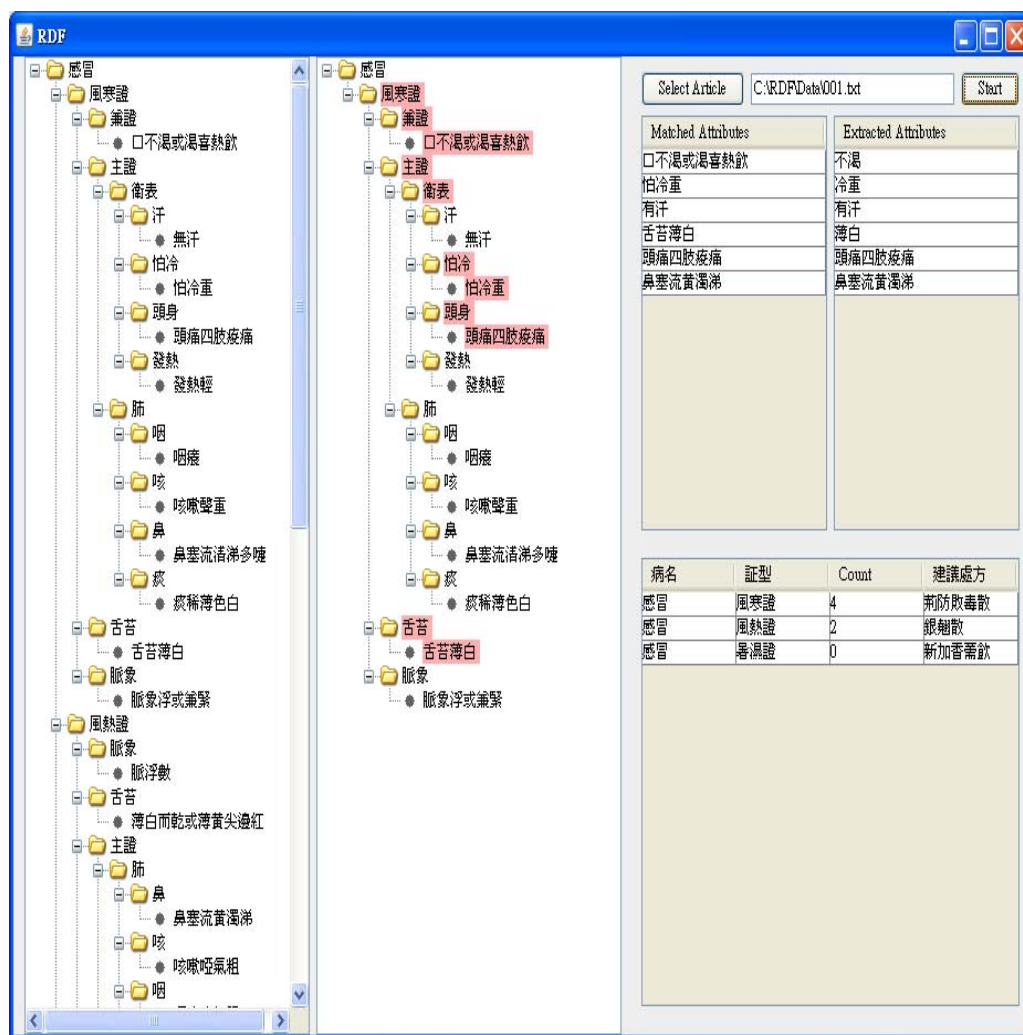 RDF
感冒
風寒證
兼證
口不渴或渴喜熱飲
主證
衛表
汗
無汗
怕冷
怕冷重
頭身
頭痛四肢痠痛
發熱
發熱輕
肺
咽
咽癢
咳
咳嗽聲重
鼻
鼻塞流清涕多嚏
痰
痰稀薄色白
舌苔
舌苔薄白
脈象
脈象浮或兼緊
風熱證
脈象
脈浮數
舌苔
薄白而乾或薄黃尖邊紅
主證
肺
鼻
鼻塞流黃濁涕
咳
咳嗽啞氣粗
咽
感冒
風寒證
兼證
口不渴或渴喜熱飲
主證
衛表
汗
無汗
怕冷
怕冷重
頭身
頭痛四肢痠痛
發熱
發熱輕
肺
咽
咽癢
咳
咳嗽聲重
鼻
鼻塞流清涕多嚏
痰
痰稀薄色白
舌苔
舌苔薄白
脈象
脈象浮或兼緊
Select Article C:\RDF\Data\001.txt Start
Matched Attributes Extracted Attributes
口不渴或渴喜熱飲 不渴
怕冷重 冷重
有汗 有汗
舌苔薄白 薄白
頭痛四肢痠痛 頭痛四肢痠痛
鼻塞流黃濁涕 鼻塞流黃濁涕
病名 証型 Count 建議處方
感冒 風寒證 4 荊防敗毒散
感冒 風熱證 2 銀翹散
感冒 暑濕證 0 新加香薷飲